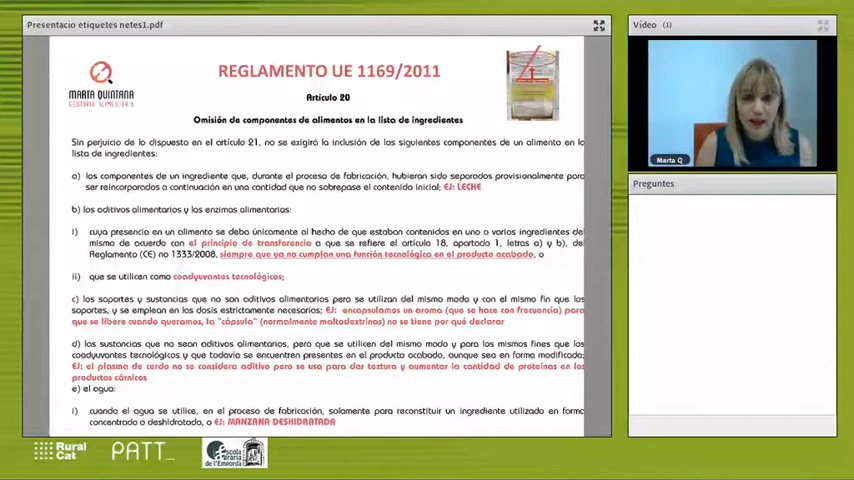 Presentacio etiquetes netes1.pdf
Video (1)
MARTA QUINTANA
GESTORIA ALIMENTARIA
REGLAMENTO UE 1169/2011
Artículo 20
Omisión de componentes de alimentos en la lista de ingredientes
Sin perjuicio de lo dispuesto en el artículo 21, no se exigirá la inclusión de los siguientes componentes de un alimento en la
lista de ingredientes:
a) los componentes de un ingrediente que, durante el proceso de fabricación, hubieran sido separados provisionalmente para
ser reincorporados a continuación en una cantidad que no sobrepase el contenido inicial; EJ: LECHE
b) los aditivos alimentarios y las enzimas alimentarias:
i) cuya presencia en un alimento se deba únicamente al hecho de que estaban contenidos en uno o varios ingredientes del
mismo de acuerdo con el principio de transferencia a que se refiere el artículo 18, apartado 1, letras a) y b), del
Reglamento (CE) no 1333/2008, siempre que ya no cumplan una función tecnológica en el producto acabado, o
ii) que se utilicen como coadyuvantes tecnológicos;
c) los soportes y sustancias que no son aditivos alimentarios pero se utilizan del mismo modo y con el mismo fin que los
soportes, y se emplean en las dosis estrictamente necesarias; EJ: encapsulamos un aroma (que se hace con frecuencia) para
que se libere cuando queramos, la "cápsula" (normalmente maltodextrinas) no se tiene por qué declarar
d) las sustancias que no sean aditivos alimentarios, pero que se utilicen del mismo modo y para los mismos fines que los
coadyuvantes tecnológicos y que todavía se encuentren presentes en el producto acabado, aunque sea en forma modificada;
EJ: el plasma de cerdo no se considera aditivo pero se usa para dar textura y aumentar la cantidad de proteínas en los
productos cárnicos
e) el agua:
i) cuando el agua se utilice, en el proceso de fabricación, solamente para reconstituir un ingrediente utilizado en forma
concentrada o deshidratada, o EJ: MANZANA DESHIDRATADA
Marta Q
Preguntes
Rural
Cat
PATT_
escola
agrària
de l'Empordà